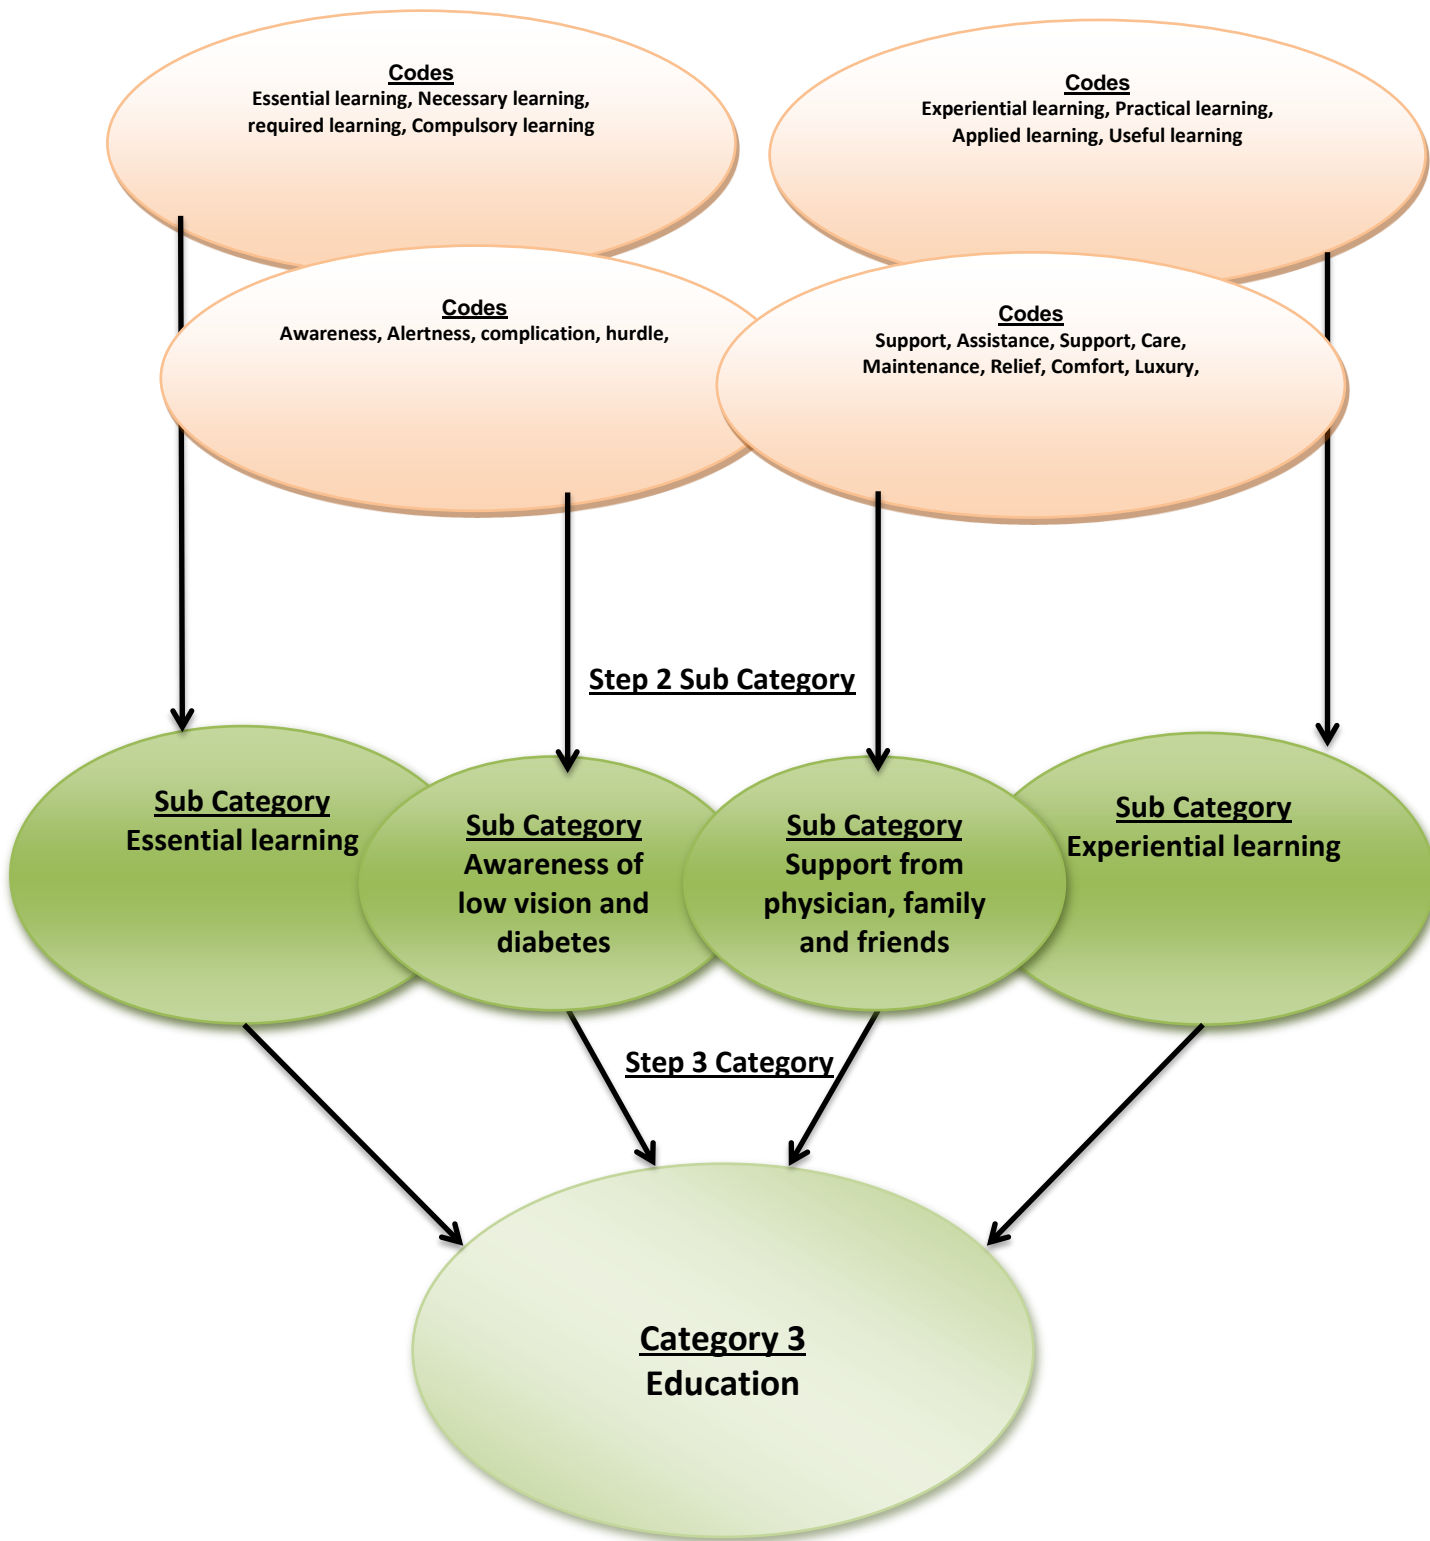 Codes
Essential learning, Necessary learning,
required learning, Compulsory learning
Codes
Experiential learning, Practical learning,
Applied learning, Useful learning
Codes
Awareness, Alertness, complication, hurdle,
Codes
Support, Assistance, Support, Care,
Maintenance, Relief, Comfort, Luxury,
Step 2 Sub Category
Sub Category
Essential learning
Sub Category
Awareness of
low vision and
diabetes
Sub Category
Support from
physician, family
and friends
Sub Category
Experiential learning
Step 3 Category
Category 3
Education